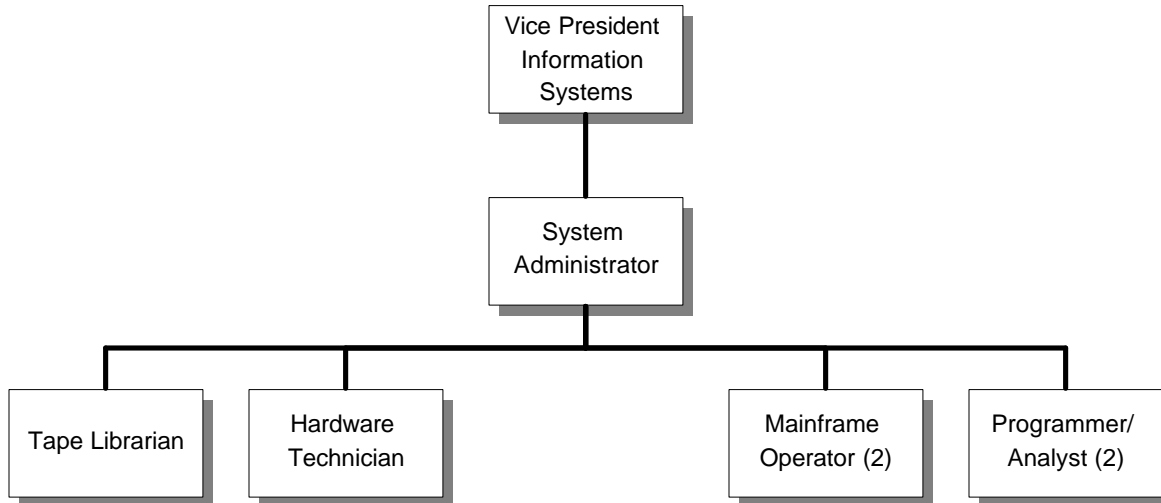 Vice President
Information
Systems
System
Administrator
Tape Librarian
Hardware
Technician
Mainframe
Operator (2)
Programmer/
Analyst (2)